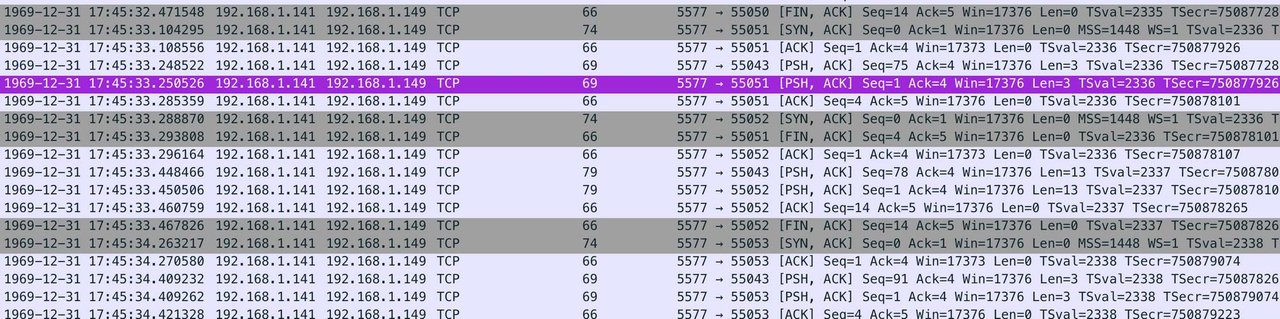 1969-12-31 17:45:32.471548 192.168.1.141 192.168.1.149 TCP 66 5577 → 55050 [FIN, ACK] Seq=14 Ack=5 Win=17376 Len=0 TSval=2335 TSecr=75087728
1969-12-31 17:45:33.104295 192.168.1.141 192.168.1.149 TCP 74 5577 → 55051 [SYN, ACK] Seq=0 Ack=1 Win=17376 Len=0 MSS=1448 WS=1 TSval=2336 T
1969-12-31 17:45:33.108556 192.168.1.141 192.168.1.149 TCP 66 5577 → 55051 [ACK] Seq=1 Ack=4 Win=17373 Len=0 TSval=2336 TSecr=750877926
1969-12-31 17:45:33.248522 192.168.1.141 192.168.1.149 TCP 69 5577 → 55043 [PSH, ACK] Seq=75 Ack=4 Win=17376 Len=3 TSval=2336 TSecr=75087728
1969-12-31 17:45:33.250526 192.168.1.141 192.168.1.149 TCP 69 5577 → 55051 [PSH, ACK] Seq=1 Ack=4 Win=17376 Len=3 TSval=2336 TSecr=750877926
1969-12-31 17:45:33.285359 192.168.1.141 192.168.1.149 TCP 66 5577 → 55051 [ACK] Seq=4 Ack=5 Win=17376 Len=0 TSval=2336 TSecr=750878101
1969-12-31 17:45:33.288870 192.168.1.141 192.168.1.149 TCP 74 5577 → 55052 [SYN, ACK] Seq=0 Ack=1 Win=17376 Len=0 MSS=1448 WS=1 TSval=2336 T
1969-12-31 17:45:33.293808 192.168.1.141 192.168.1.149 TCP 66 5577 → 55051 [FIN, ACK] Seq=4 Ack=5 Win=17376 Len=0 TSval=2336 TSecr=750878101
1969-12-31 17:45:33.296164 192.168.1.141 192.168.1.149 TCP 66 5577 → 55052 [ACK] Seq=1 Ack=4 Win=17373 Len=0 TSval=2336 TSecr=750878107
1969-12-31 17:45:33.448466 192.168.1.141 192.168.1.149 TCP 79 5577 → 55043 [PSH, ACK] Seq=78 Ack=4 Win=17376 Len=13 TSval=2337 TSecr=7508780
1969-12-31 17:45:33.450506 192.168.1.141 192.168.1.149 TCP 79 5577 → 55052 [PSH, ACK] Seq=1 Ack=4 Win=17376 Len=13 TSval=2337 TSecr=7507810
1969-12-31 17:45:33.460759 192.168.1.141 192.168.1.149 TCP 66 5577 → 55052 [ACK] Seq=14 Ack=5 Win=17376 Len=0 TSval=2337 TSecr=750878265
1969-12-31 17:45:33.467826 192.168.1.141 192.168.1.149 TCP 66 5577 → 55052 [FIN, ACK] Seq=14 Ack=5 Win=17376 Len=0 TSval=2337 TSecr=75087826
1969-12-31 17:45:34.263217 192.168.1.141 192.168.1.149 TCP 74 5577 → 55053 [SYN, ACK] Seq=0 Ack=1 Win=17376 Len=0 MSS=1448 WS=1 TSval=2338 T
1969-12-31 17:45:34.270580 192.168.1.141 192.168.1.149 TCP 66 5577 → 55053 [ACK] Seq=1 Ack=4 Win=17373 Len=0 TSval=2338 TSecr=750879074
1969-12-31 17:45:34.409232 192.168.1.141 192.168.1.149 TCP 69 5577 → 55043 [PSH, ACK] Seq=91 Ack=4 Win=17376 Len=3 TSval=2338 TSecr=75087826
1969-12-31 17:45:34.409262 192.168.1.141 192.168.1.149 TCP 69 5577 → 55053 [PSH, ACK] Seq=1 Ack=4 Win=17376 Len=3 TSval=2338 TSecr=750879074
1969-12-31 17:45:34.421328 192.168.1.141 192.168.1.149 TCP 66 5577 → 55053 [ACK] Seq=4 Ack=5 Win=17376 Len=0 TSval=2338 TSecr=750879223